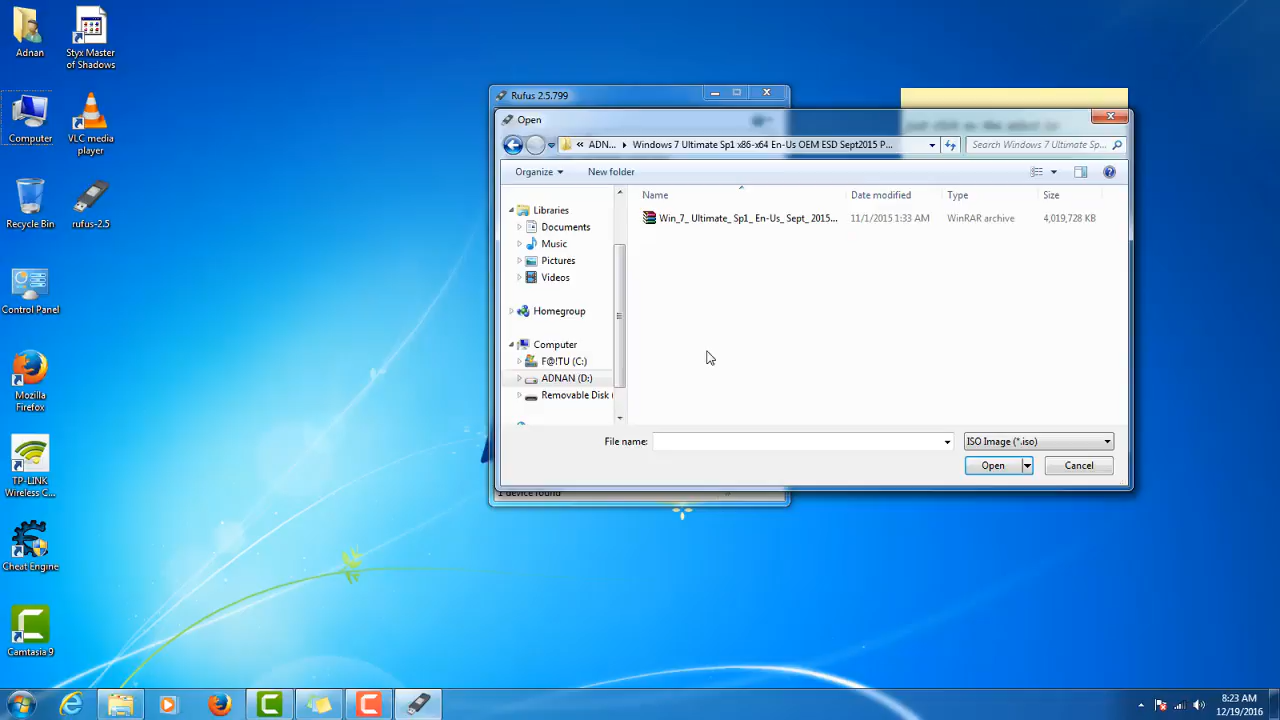 Adnan
Styx Master
of Shadows
Computer
VLC media
player
Recycle Bin
rufus-2.5
Control Panel
Mozilla
Firefox
TP-LINK
Wireless C...
Cheat Engine
Camtasia 9
Rufus 2.5.799
Open
« ADN... Windows 7 Ultimate Sp1 x86-x64 En-Us OEM ESD Sept2015 P...
Search Windows 7 Ultimate Sp...
Organize
New folder
Name
Date modified
Type
Size
Win_7_ Ultimate_ Sp1_ En-Us_ Sept_ 2015...
11/1/2015 1:33 AM
WinRAR archive
4,019,728 KB
Libraries
Documents
Music
Pictures
Videos
Homegroup
Computer
F@!TU (C:)
ADNAN (D:)
Removable Disk (
File name:
ISO Image (*.iso)
Open
Cancel
1 device found
8:23 AM
12/19/2016